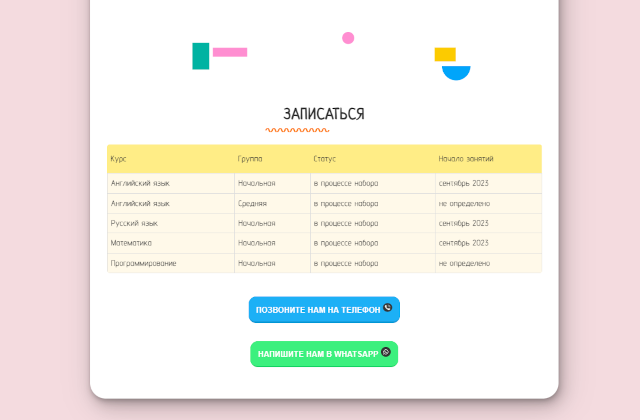 ЗАПИСАТЬСЯ
Курс Группа Статус Начало занятий
Английский язык Начальная в процессе набора сентябрь 2023
Английский язык Средняя в процессе набора не определено
Русский язык Начальная в процессе набора сентябрь 2023
Математика Начальная в процессе набора сентябрь 2023
Программирование Начальная в процессе набора не определено
ПОЗВОНИТЕ НАМ НА ТЕЛЕФОН
НАПИШИТЕ НАМ В WHATSAPP